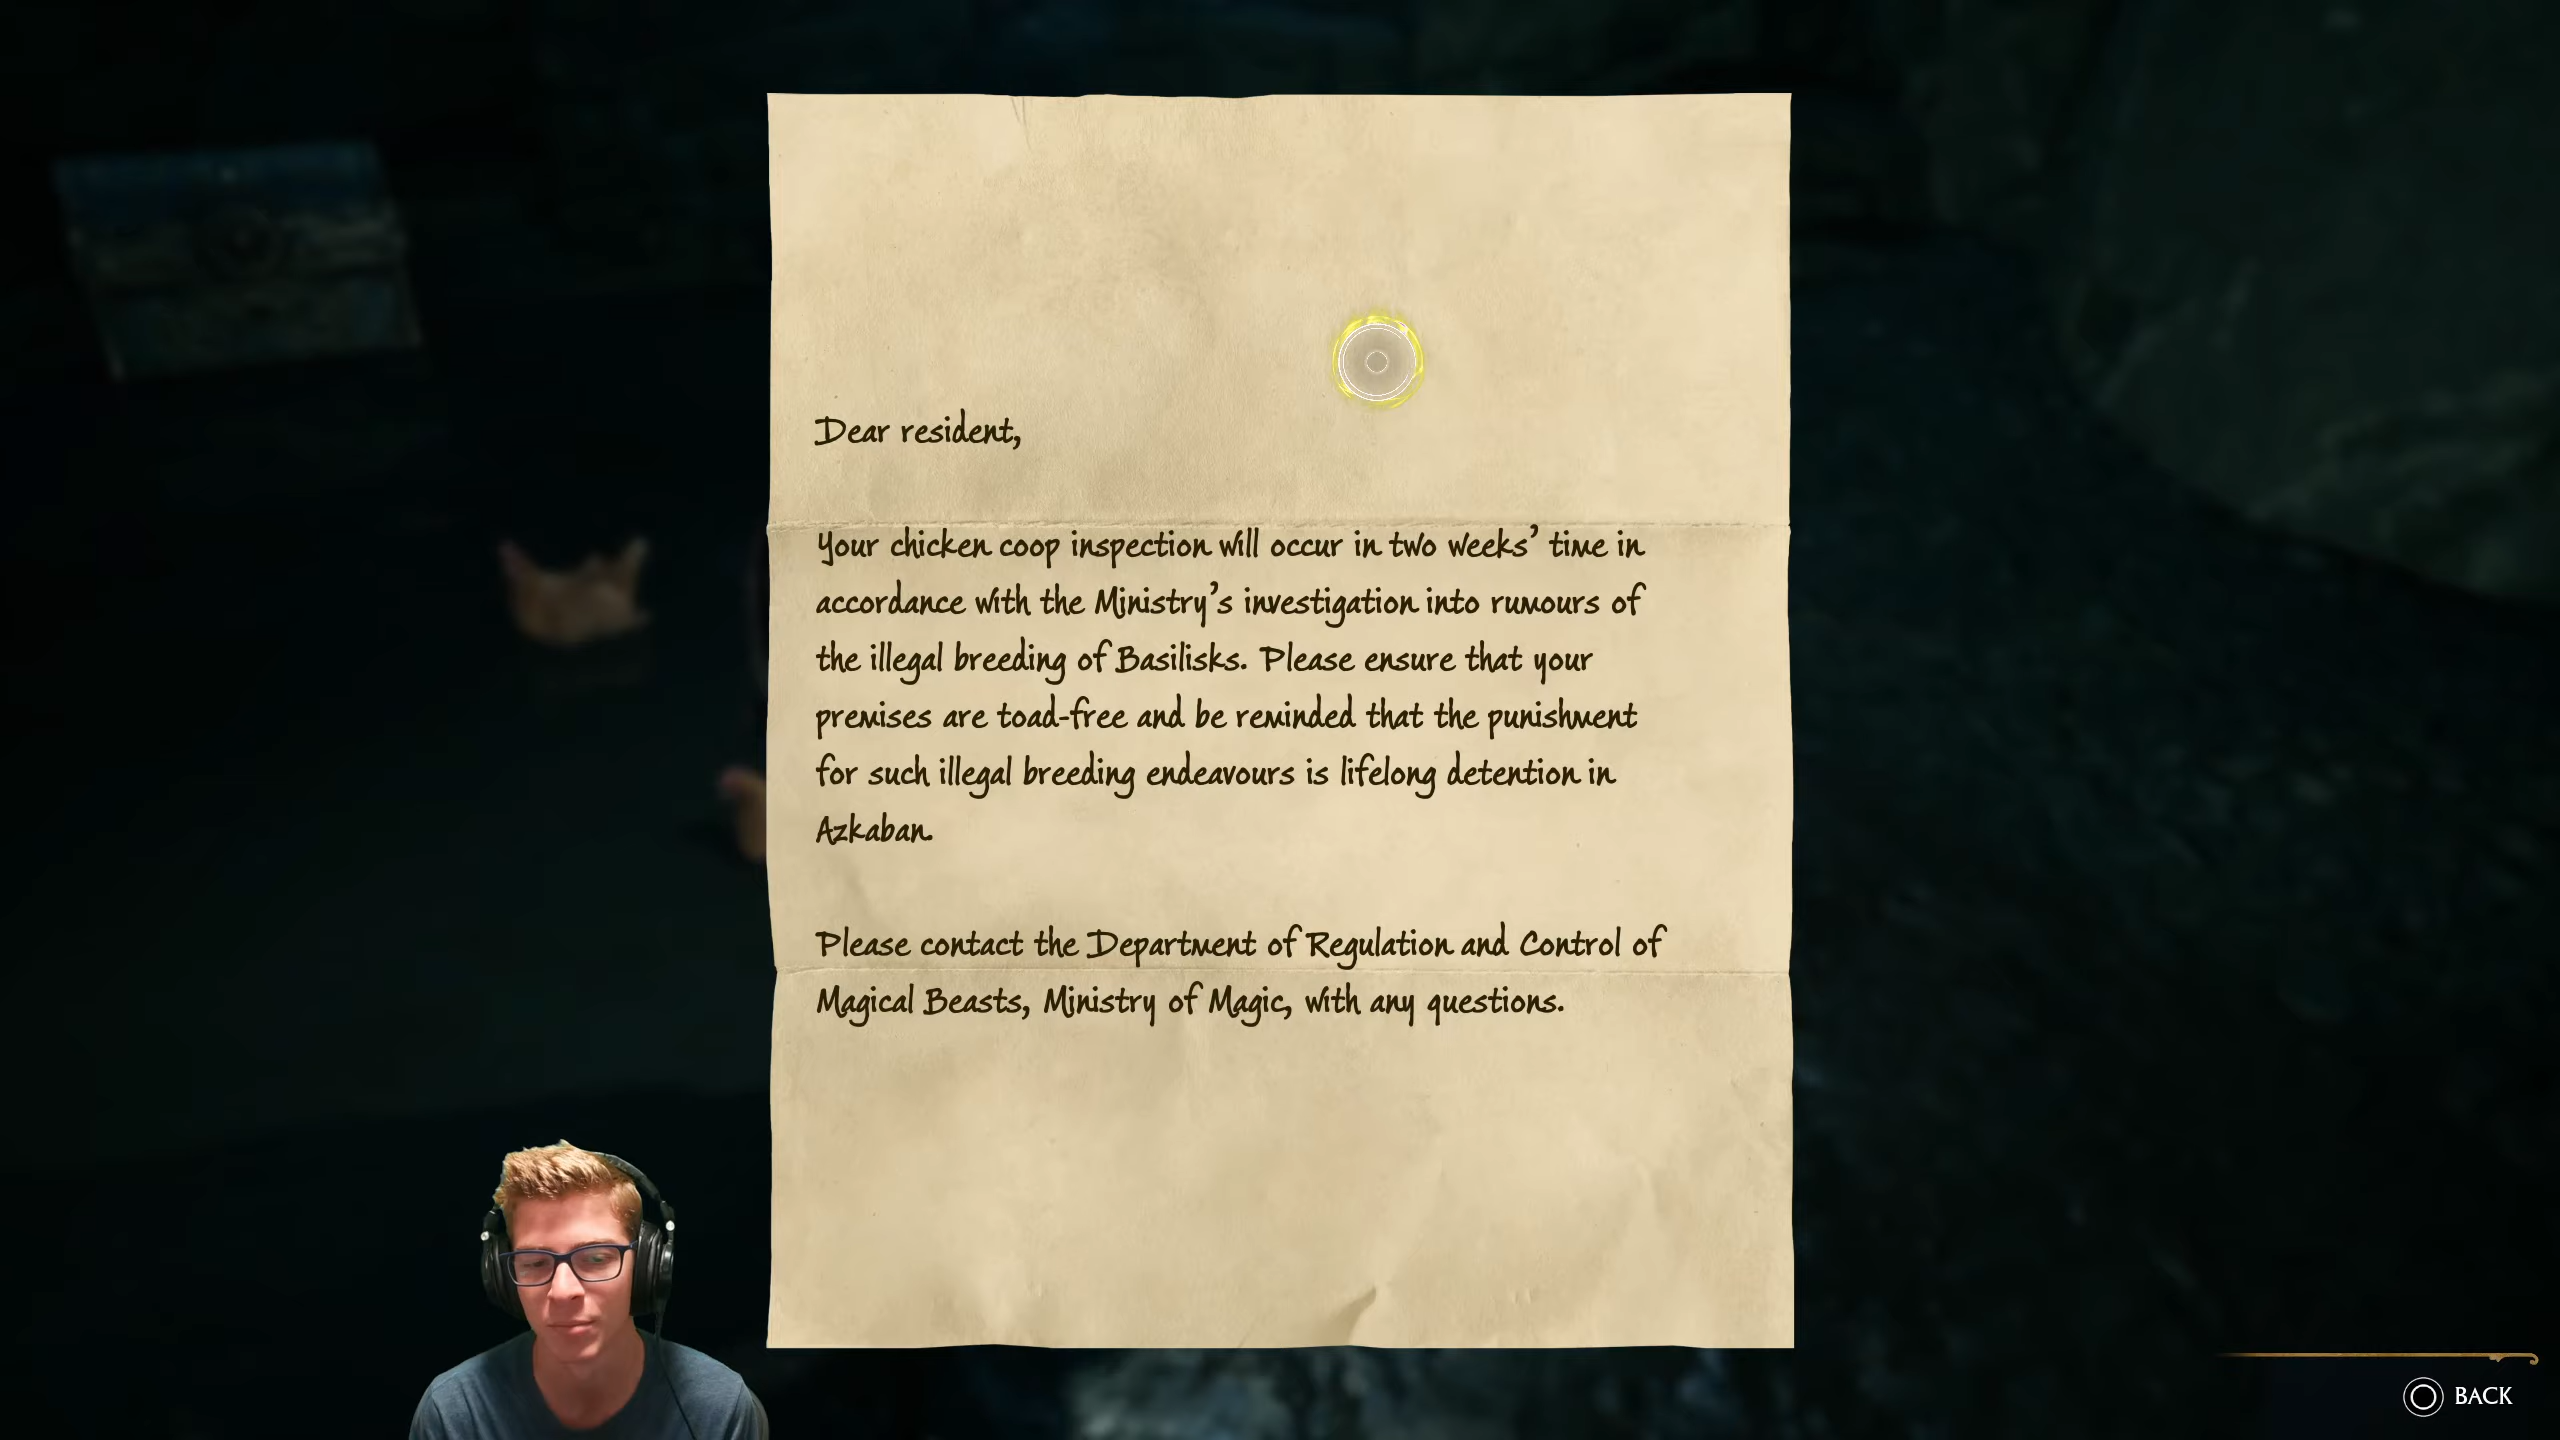 Dear resident,
Your chicken coop inspection will occur in two weeks’ time in
accordance with the Ministry’s investigation into rumours of
the illegal breeding of Basilisks. Please ensure that your
premises are toad-free and be reminded that the punishment
for such illegal breeding endeavours is lifelong detention in
Azkaban.
Please contact the Department of Regulation and Control of
Magical Beasts, Ministry of Magic, with any questions.
BACK